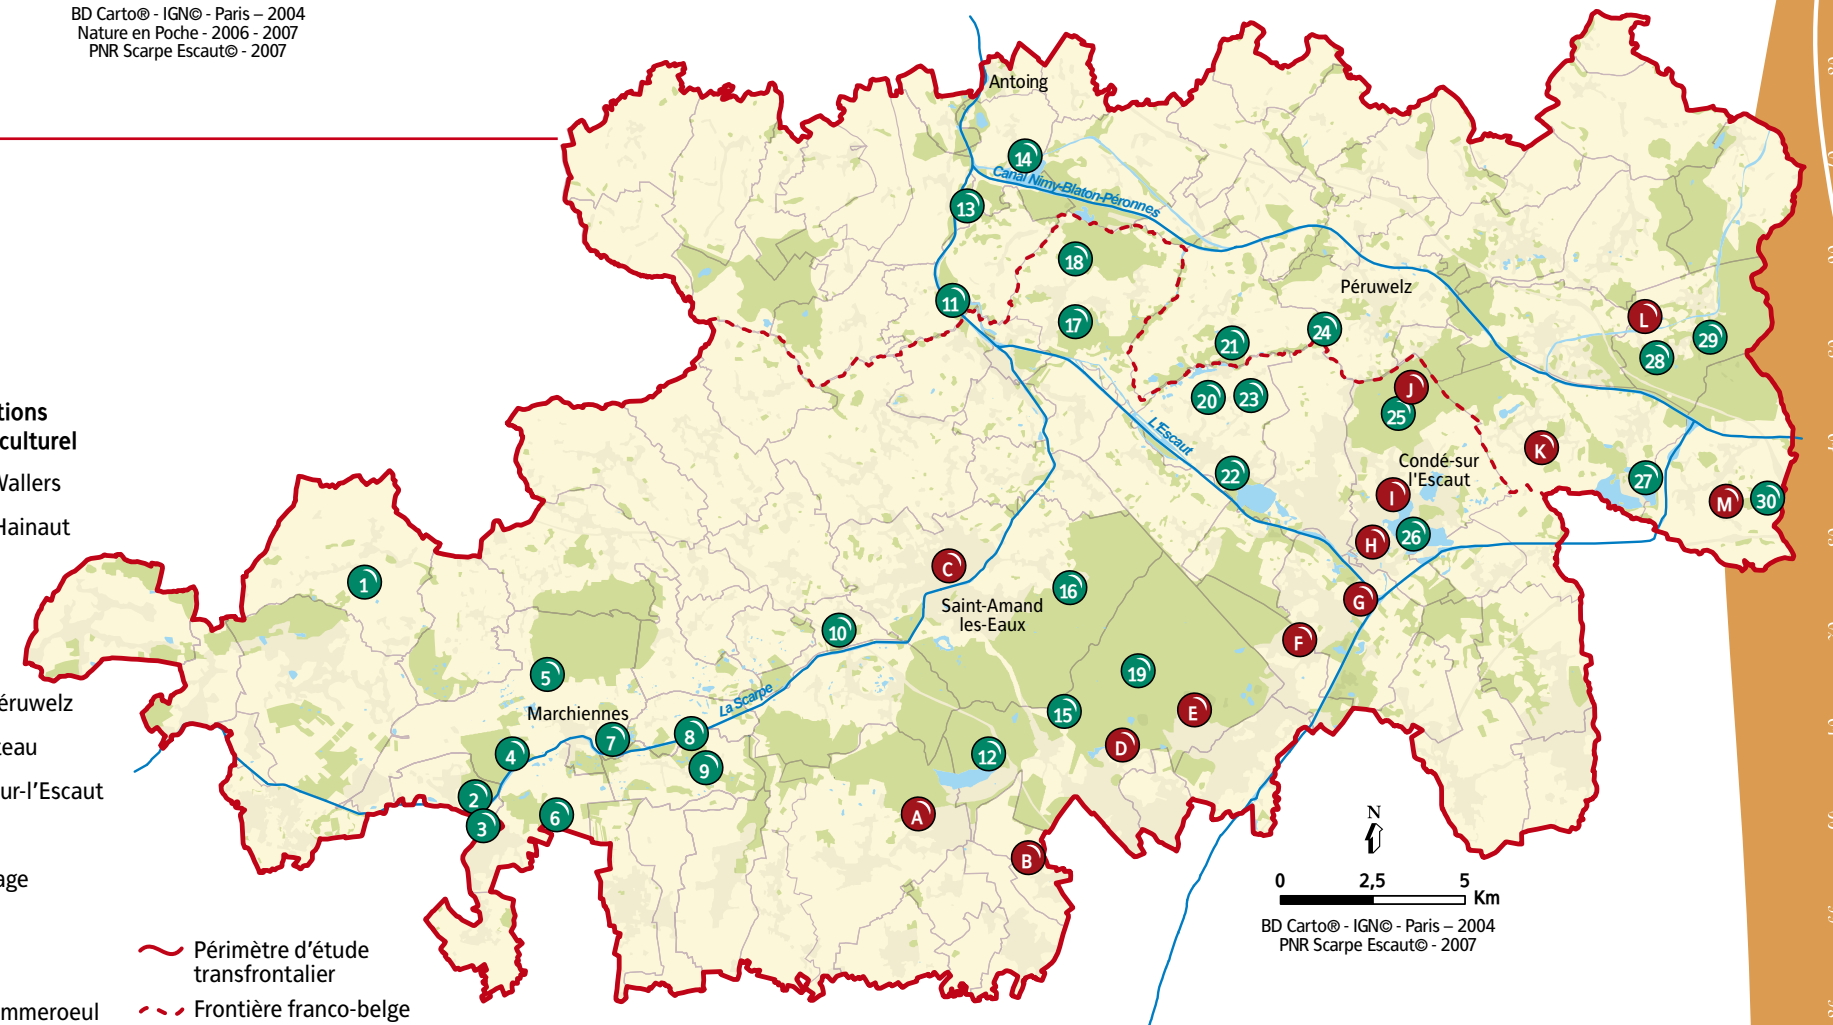 BD Carto® - IGN© - Paris – 2004
Nature en Poche - 2006 - 2007
PNR Scarpe Escaut© - 2007
Antoing
14
Canal Nimy-Blaton-Péronnes
13
18
11
17
Péruwelz
24
21
L
29
28
J
25
20
23
L'Escaut
22
K
Condé-sur
l'Escaut
I
27
M
30
H
26
C
1
16
Saint-Amand
les-Eaux
G
10
F
5
19
La Scarpe
Marchiennes
15
E
7
8
4
D
12
9
2
3
6
A
B
N
0 2,5 5
Km
BD Carto® - IGN© - Paris – 2004
PNR Scarpe Escaut© - 2007
tions
culturel
Wallers
Hainaut
éruwelz
eau
ur-l'Escaut
age
Périmètre d'étude
transfrontalier
mmeroeul
Frontière franco-belge